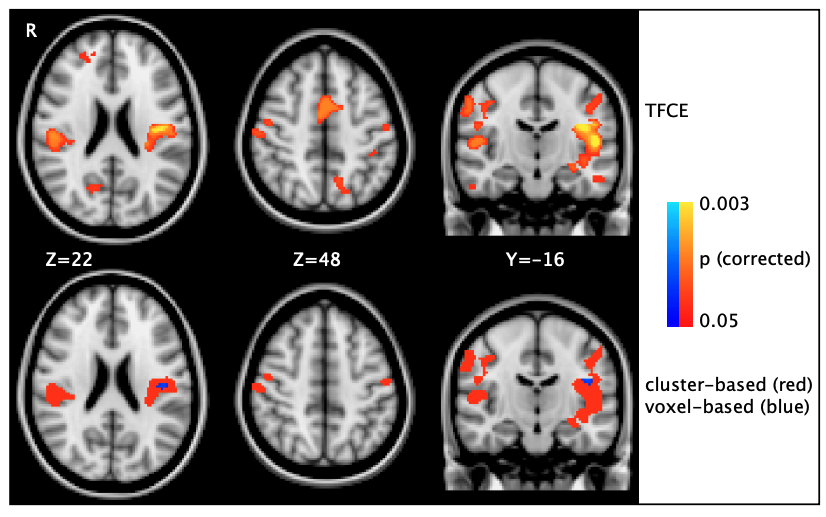 R
TFCE
0.003
p (corrected)
0.05
Z=22
Z=48
Y=-16
cluster-based (red)
voxel-based (blue)